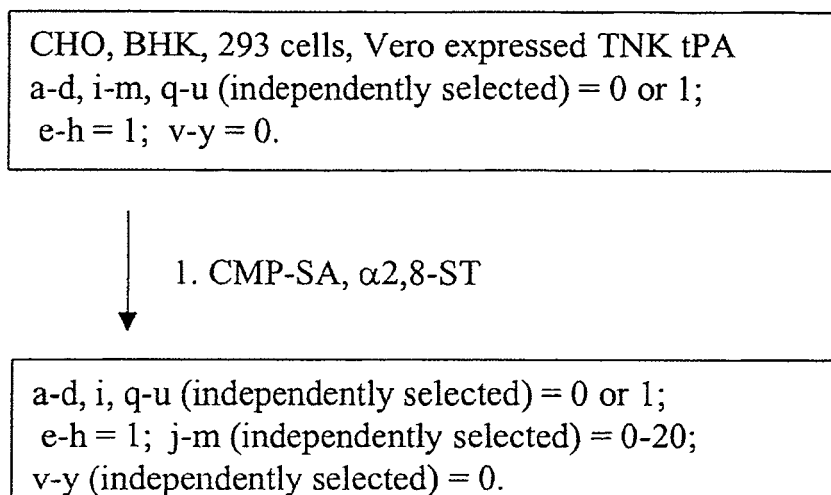 CHO, BHK, 293 cells, Vero expressed TNK tPA
a-d, i-m, q-u (independently selected) = 0 or 1;
e-h = 1; v-y = 0.
1. CMP-SA, α2,8-ST
a-d, i, q-u (independently selected) = 0 or 1;
e-h = 1; j-m (independently selected) = 0-20;
v-y (independently selected) = 0.